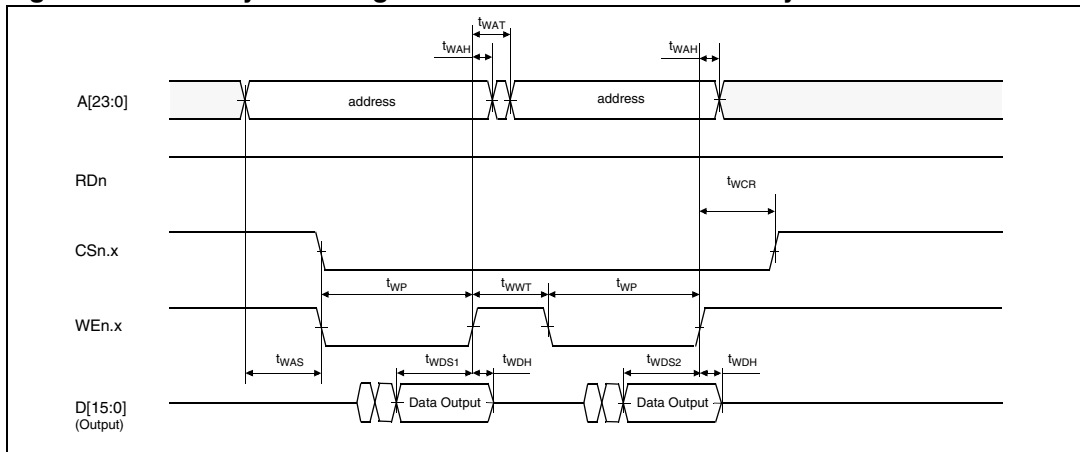 tWAT
tWAH
tWAH
A[23:0]
address
address
RDn
tWCR
CSn.x
tWP
tWWT
tWP
WEn.x
tWAS
tWDS1
tWDH
tWDS2
tWDH
D[15:0]
(Output)
Data Output
Data Output